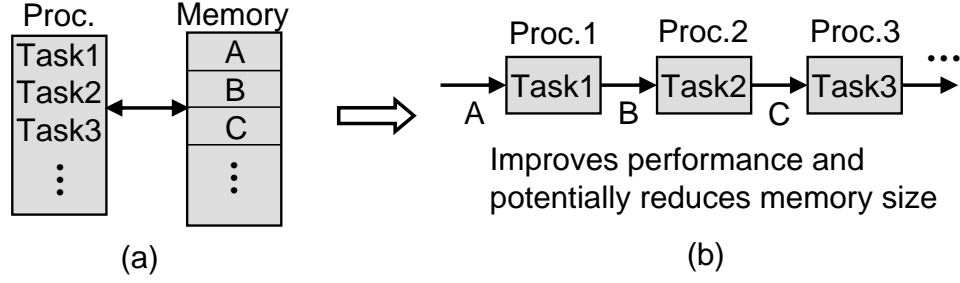 Proc.
Memory
Task1
Task2
Task3
⋮
A
B
C
⋮
(a)
Proc.1
Proc.2
Proc.3
...
Task1
Task2
Task3
A
B
C
Improves performance and
potentially reduces memory size
(b)